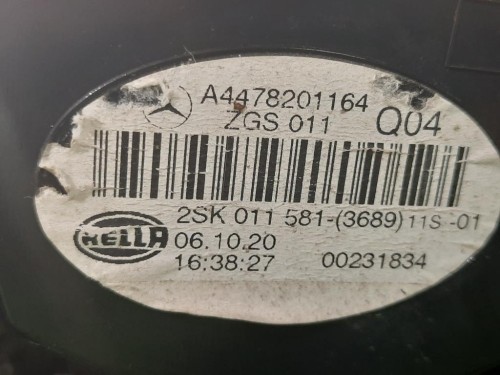 A4478201164
ZGS 011 Q04
2SK 011 581-(3689)11S-01
HELLA 06.10.20
16:38:27 00231834